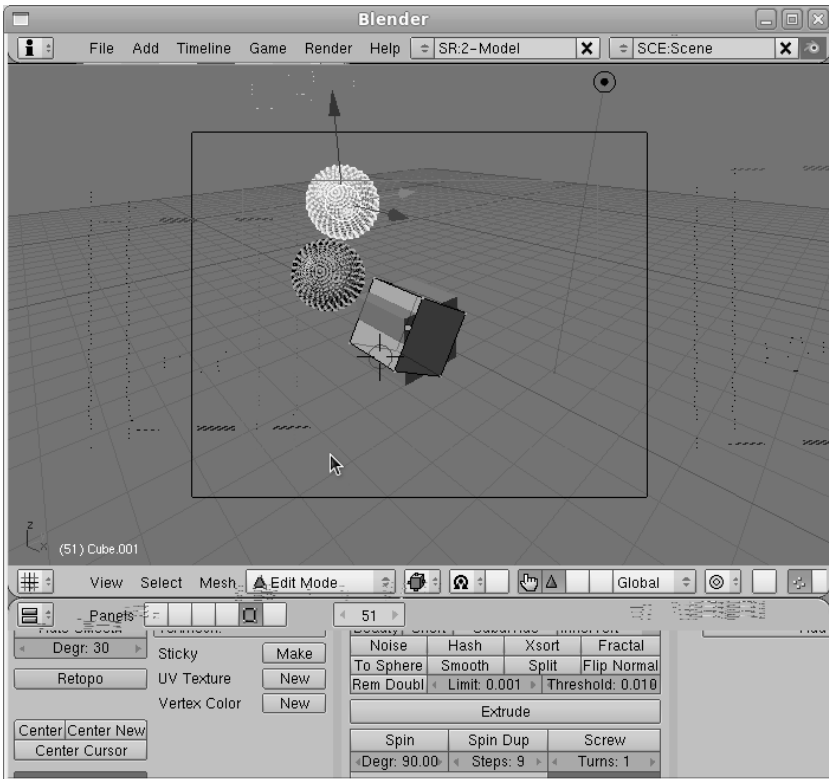 Blender
File Add Timeline Game Render Help SR:2-Model SCE:Scene
z
x
(51) Cube.001
View Select Mesh Edit Mode Global
Panels 51
Degr: 30 Sticky Make Noise Hash Xsort Fractal
To Sphere Smooth Split Flip Normal
Retopo UV Texture New Rem Doubl Limit: 0.001 Threshold: 0.010
Vertex Color New Extrude
Center Center New
Center Cursor Spin Spin Dup Screw
Degr: 90.00 Steps: 9 Turns: 1